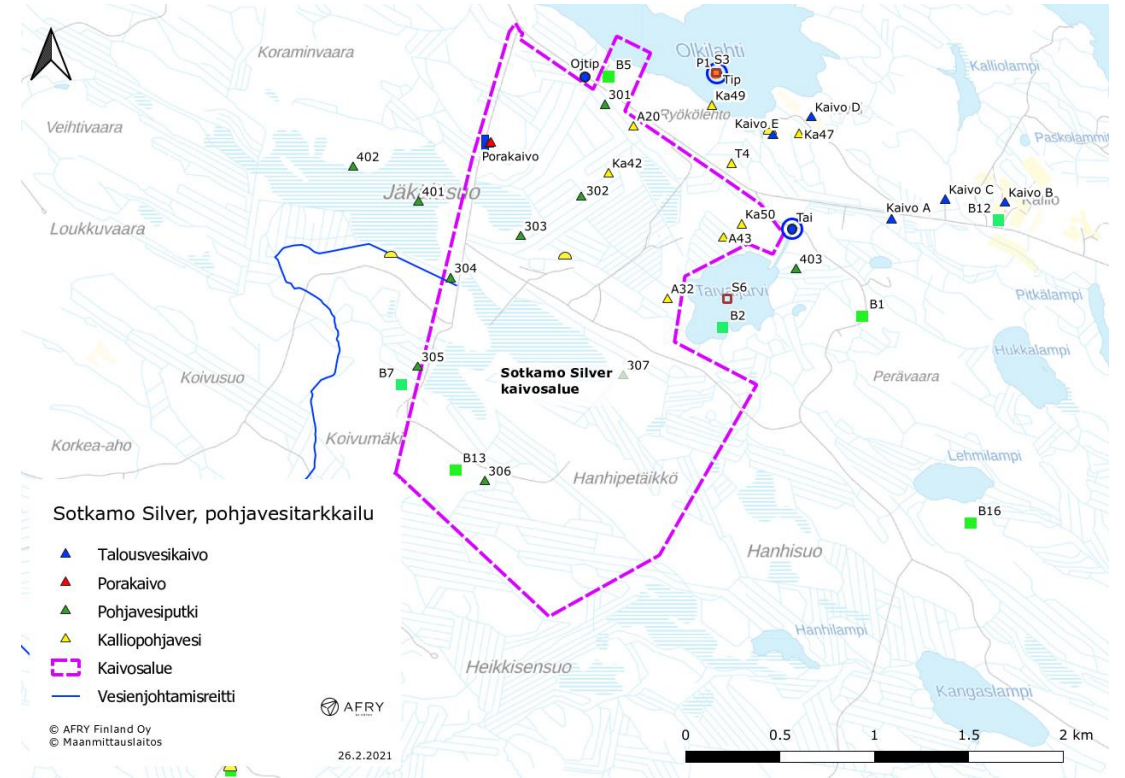 Koraminvaara
Olkilahti
Kalliolampi
Ojtip
B5
P1
S3
Tip
301
Ka49
Kaivo D
Veihtivaara
A20
Ryökölehto
Kaivo E
Ka47
Paskolammit
Porakaivo
402
T4
Ka42
401
302
Kaivo C
Kaivo B
Kaivo A
B12
Kallio
Loukkuvaara
303
Ka50
Tai
A43
304
403
A32
S6
Pitkälampi
B2
B1
Hukkalampi
305
307
B7
Sotkamo Silver
kaivosalue
Koivusuo
Perävaara
Korkea-aho
Koivumäki
B13
306
Hanhipetäikkö
Lehmilampi
B16
Hanhisuo
Hanhilampi
Heikkisensuo
Kangaslampi
Sotkamo Silver, pohjavesitarkkailu
Talousvesikaivo
Porakaivo
Pohjavesiputki
Kalliopohjavesi
Kaivosalue
Vesienjohtamisreitti
AFRY
© AFRY Finland Oy
© Maanmittauslaitos
26.2.2021
0 0.5 1 1.5 2 km